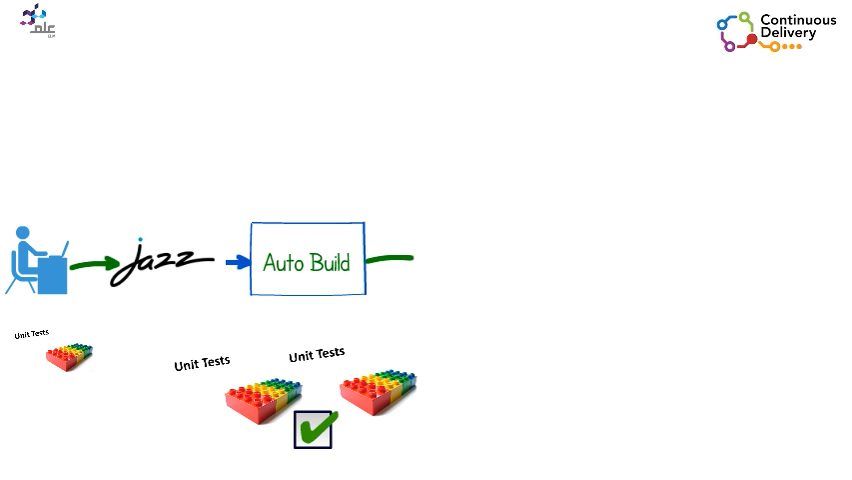 علم
Continuous
Delivery
jazz
Auto Build
Unit Tests
Unit Tests
Unit Tests